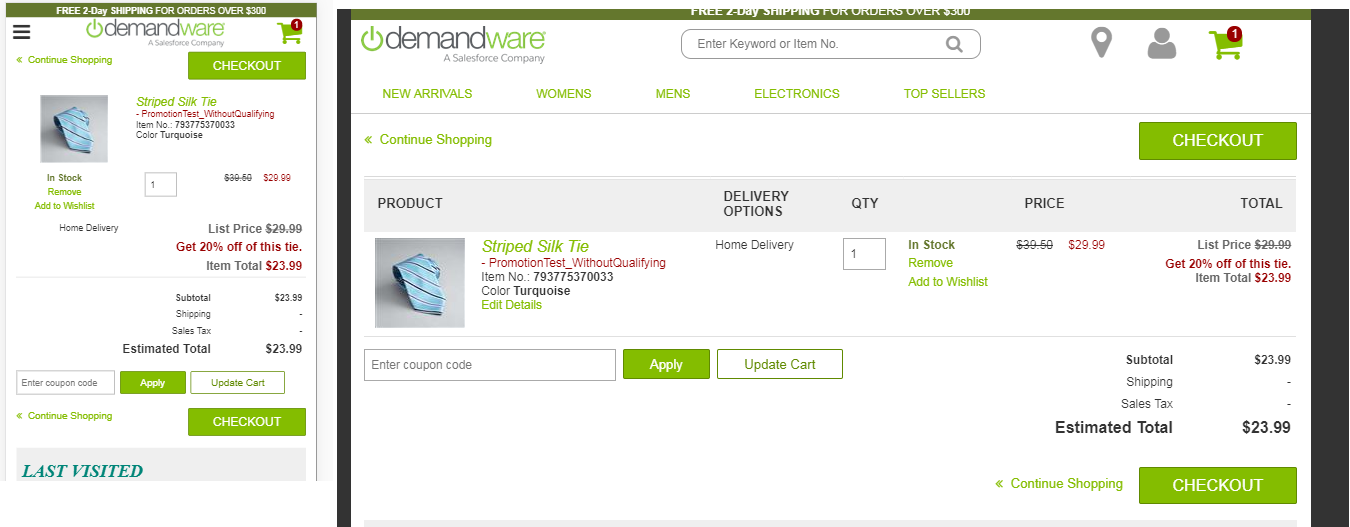 FREE 2-Day SHIPPING FOR ORDERS OVER $300
demandware
A Salesforce Company
1
« Continue Shopping
CHECKOUT
Striped Silk Tie
- PromotionTest_WithoutQualifying
Item No.: 793775370033
Color Turquoise
In Stock
1
$39.50 $29.99
Remove
Add to Wishlist
Home Delivery
List Price $29.99
Get 20% off of this tie.
Item Total $23.99
Subtotal $23.99
Shipping -
Sales Tax -
Estimated Total $23.99
Enter coupon code
Apply
Update Cart
« Continue Shopping
CHECKOUT
LAST VISITED
FREE 2-Day SHIPPING FOR ORDERS OVER $300
demandware
A Salesforce Company
Enter Keyword or Item No.
1
NEW ARRIVALS WOMENS MENS ELECTRONICS TOP SELLERS
« Continue Shopping
CHECKOUT
PRODUCT
DELIVERY
OPTIONS
QTY
PRICE
TOTAL
Striped Silk Tie
- PromotionTest_WithoutQualifying
Item No.: 793775370033
Color Turquoise
Edit Details
Home Delivery
1
In Stock
Remove
Add to Wishlist
$39.50 $29.99
List Price $29.99
Get 20% off of this tie.
Item Total $23.99
Enter coupon code
Apply
Update Cart
Subtotal $23.99
Shipping -
Sales Tax -
Estimated Total $23.99
« Continue Shopping
CHECKOUT